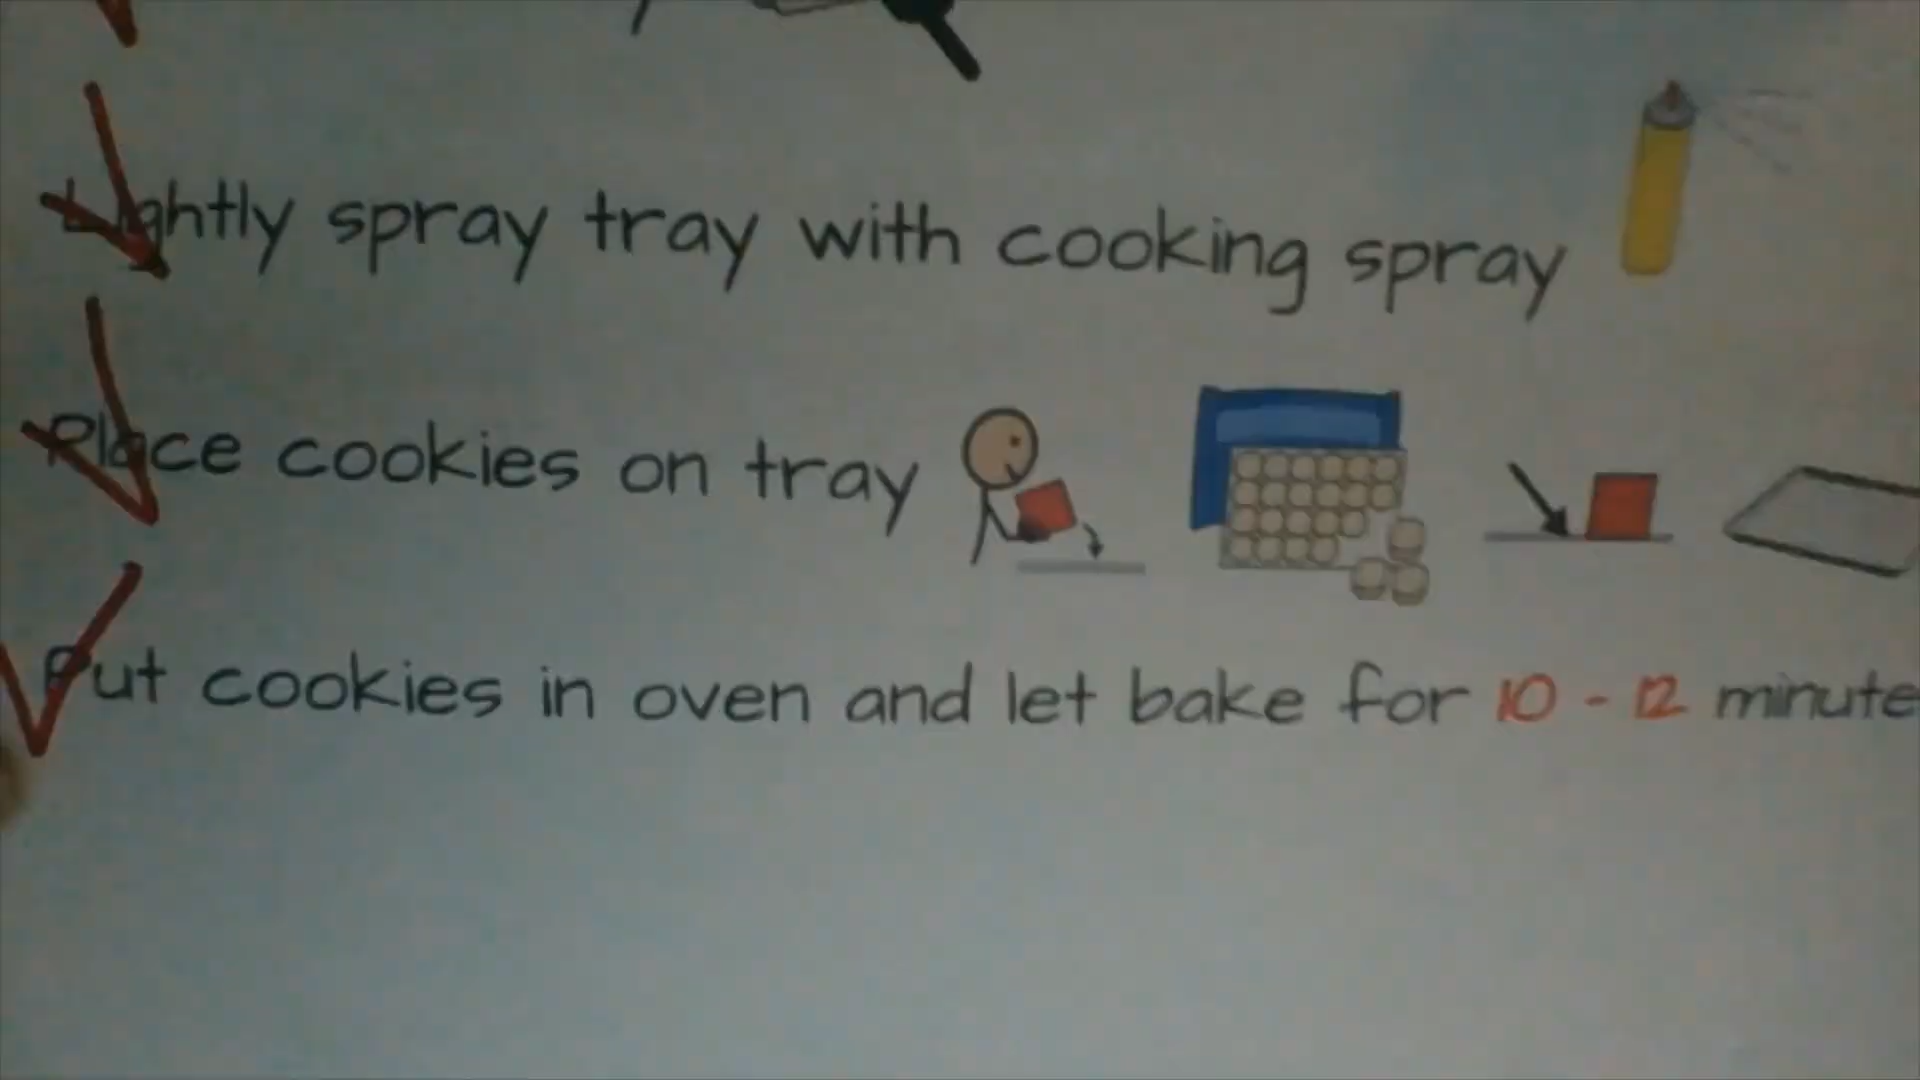 Lightly spray tray with cooking spray
Place cookies on tray
Put cookies in oven and let bake for 10 - 12 minute